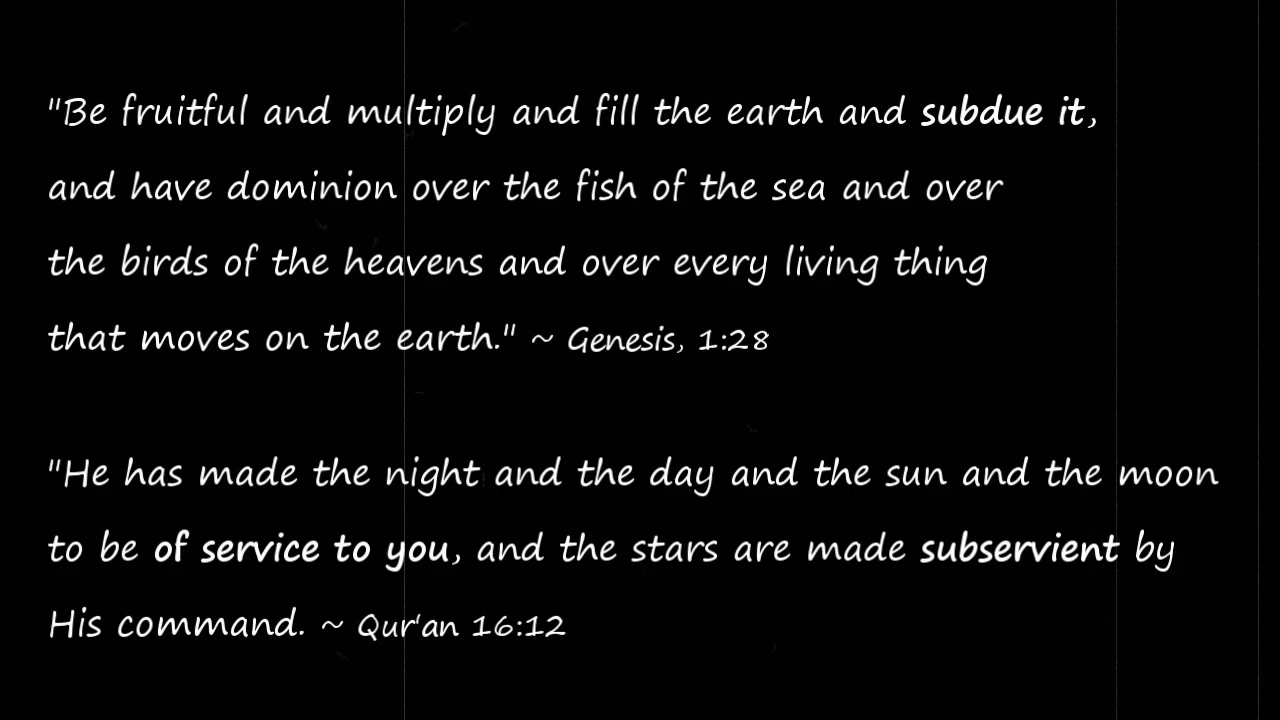 "Be fruitful and multiply and fill the earth and subdue it,
and have dominion over the fish of the sea and over
the birds of the heavens and over every living thing
that moves on the earth." ~ Genesis, 1:28
"He has made the night and the day and the sun and the moon
to be of service to you, and the stars are made subservient by
His command. ~ Qur'an 16:12